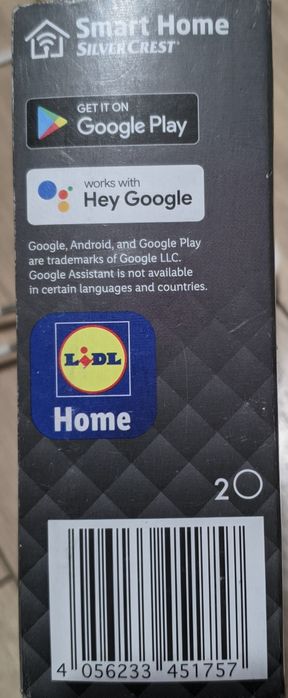 Smart Home
SILVERCREST®
GET IT ON
Google Play
works with
Hey Google
Google, Android, and Google Play
are trademarks of Google LLC.
Google Assistant is not available
in certain languages and countries.
LIDL
Home
2
4 056233 451757